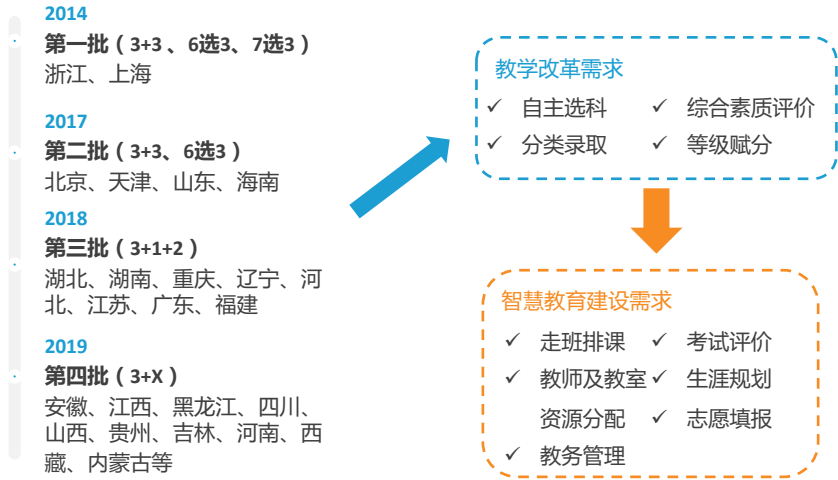 2014
第一批（3+3 、6选3、7选3）
浙江、上海
2017
第二批（3+3、6选3）
北京、天津、山东、海南
2018
第三批（3+1+2）
湖北、湖南、重庆、辽宁、河
北、江苏、广东、福建
2019
第四批（3+X）
安徽、江西、黑龙江、四川、
山西、贵州、吉林、河南、西
藏、内蒙古等
教学改革需求
✓ 自主选科 ✓ 综合素质评价
✓ 分类录取 ✓ 等级赋分
智慧教育建设需求
✓ 走班排课 ✓ 考试评价
✓ 教师及教室 ✓ 生涯规划
资源分配 ✓ 志愿填报
✓ 教务管理